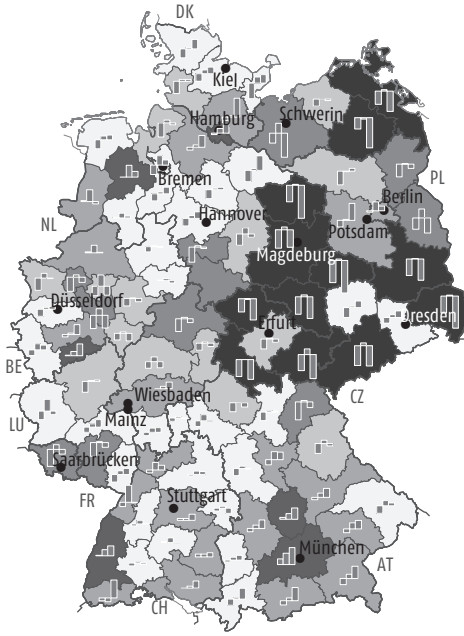 DK
Kiel
Hamburg
Schwerin
Bremen
PL
Berlin
Hannover
Potsdam
NL
Magdeburg
Düsseldorf
Erfurt
Dresden
BE
Wiesbaden
CZ
LU
Mainz
Saarbrücken
FR
Stuttgart
München
AT
CH